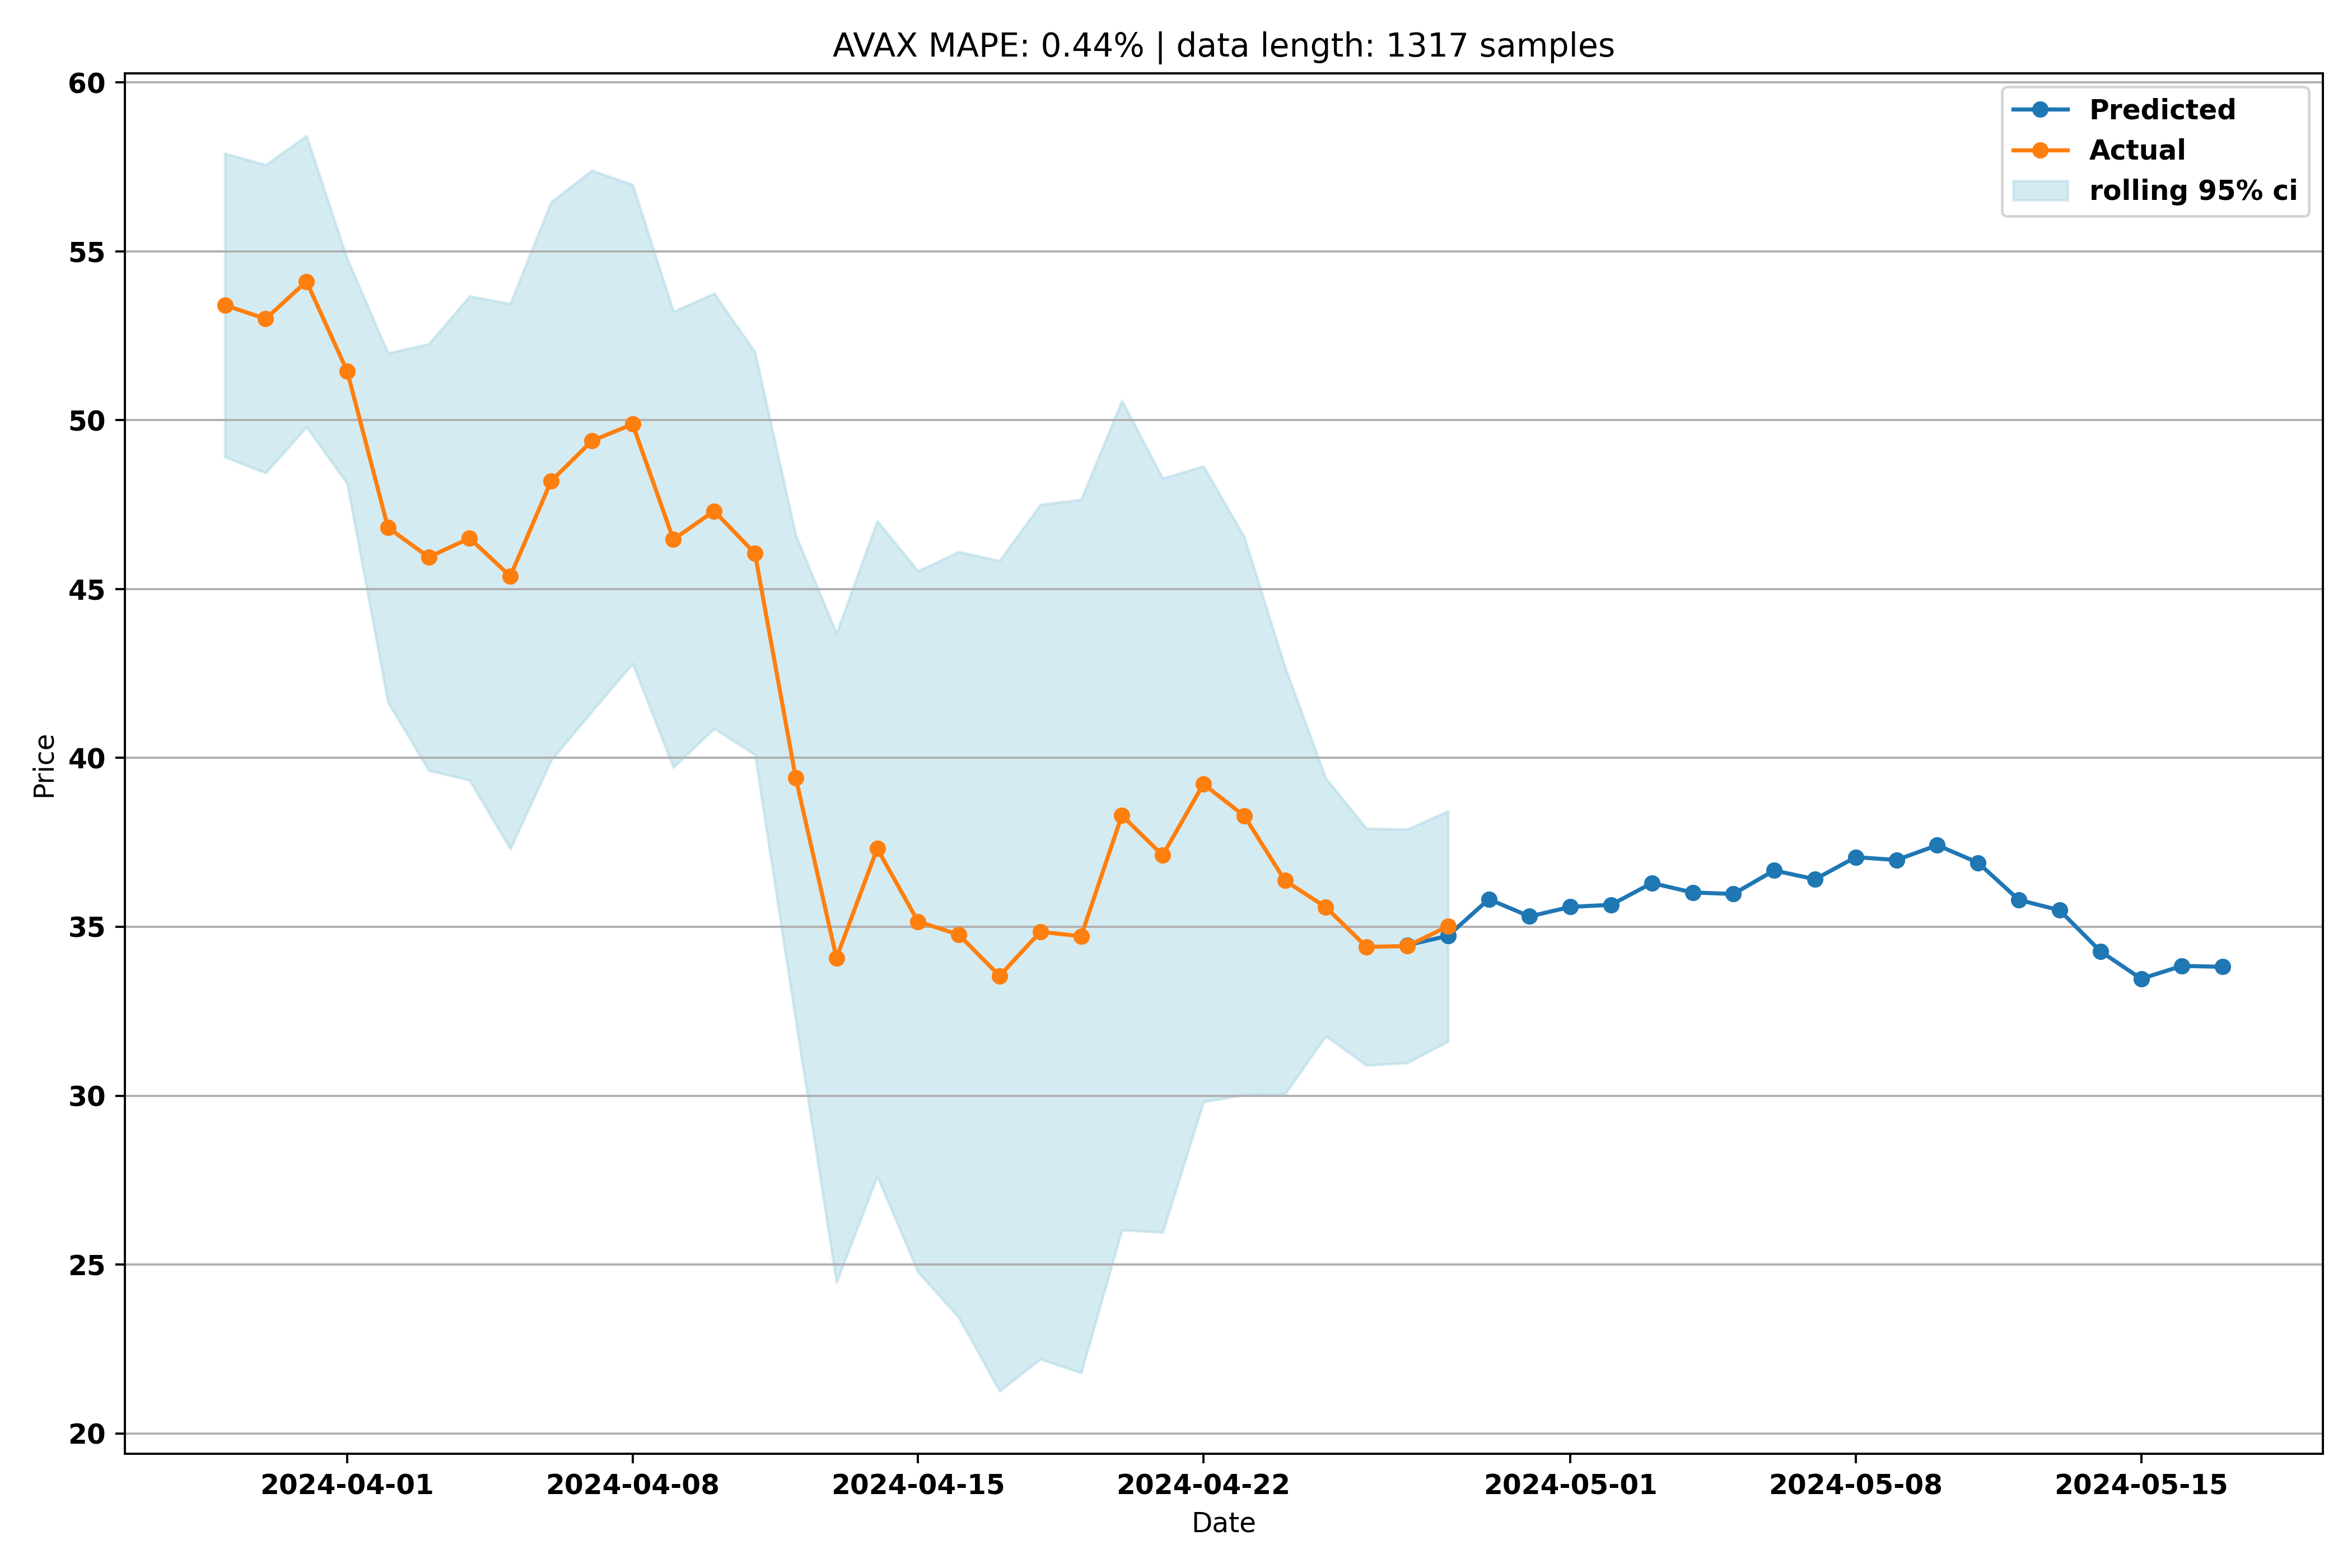 AVAX MAPE: 0.44% | data length: 1317 samples
Predicted
Actual
rolling 95% ci
60
55
50
45
40
35
30
25
20
Price
2024-04-01
2024-04-08
2024-04-15
2024-04-22
2024-05-01
2024-05-08
2024-05-15
Date